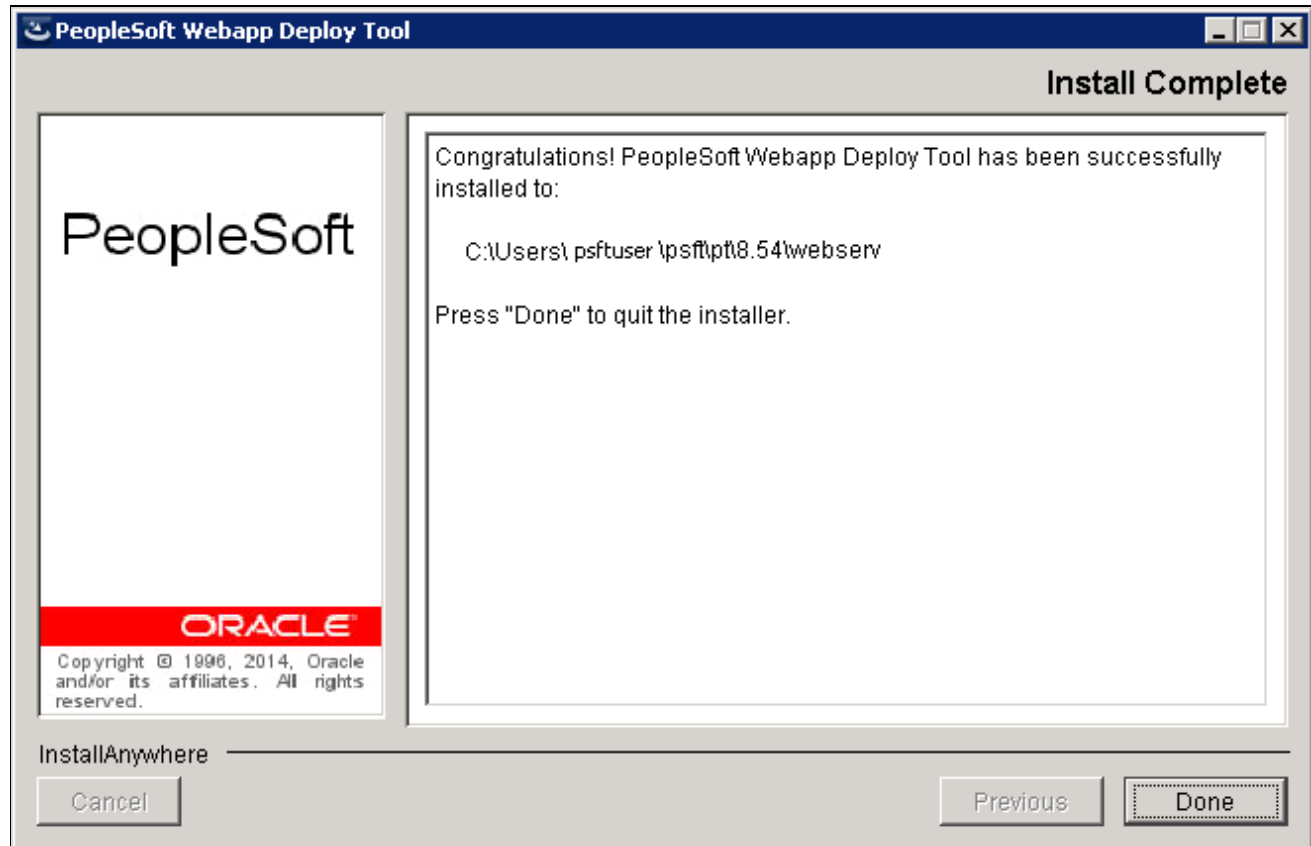 PeopleSoft Webapp Deploy Tool
Install Complete
PeopleSoft
Congratulations! PeopleSoft Webapp Deploy Tool has been successfully
installed to:
C:\Users\ psftuser \psft\pt\8.54\webserv
Press "Done" to quit the installer.
ORACLE
Copyright © 1996, 2014, Oracle
and/or its affiliates. All rights
reserved.
InstallAnywhere
Cancel
Previous
Done